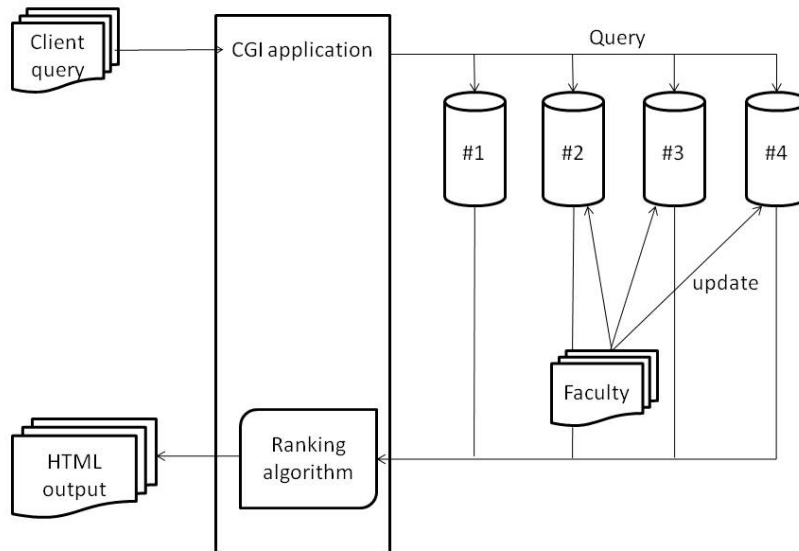 Client
query
CGI application
Query
#1
#2
#3
#4
update
Faculty
Ranking
algorithm
HTML
output